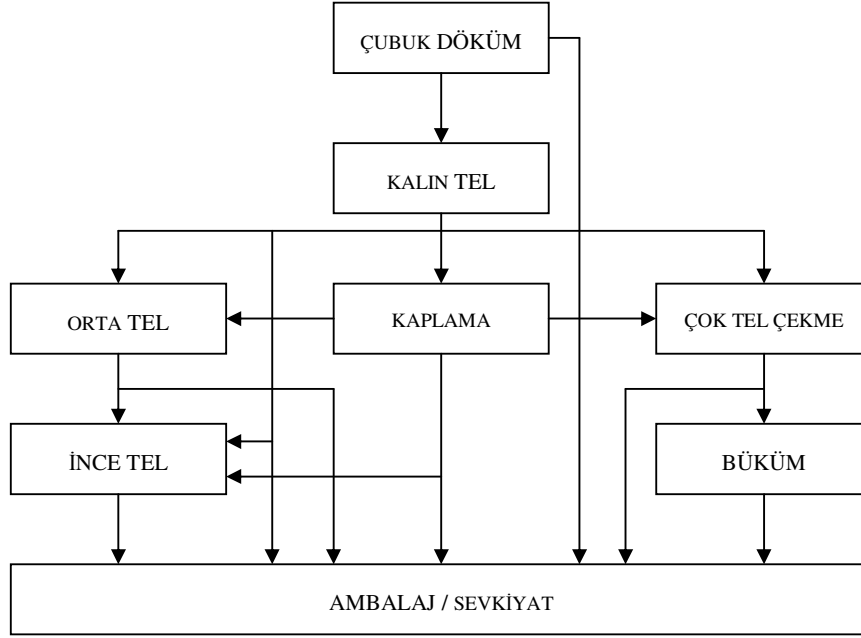 ÇUBUK DÖKÜM
KALIN TEL
ORTA TEL
KAPLAMA
ÇOK TEL ÇEKME
İNCE TEL
BÜKÜM
AMBALAJ / SEVKİYAT